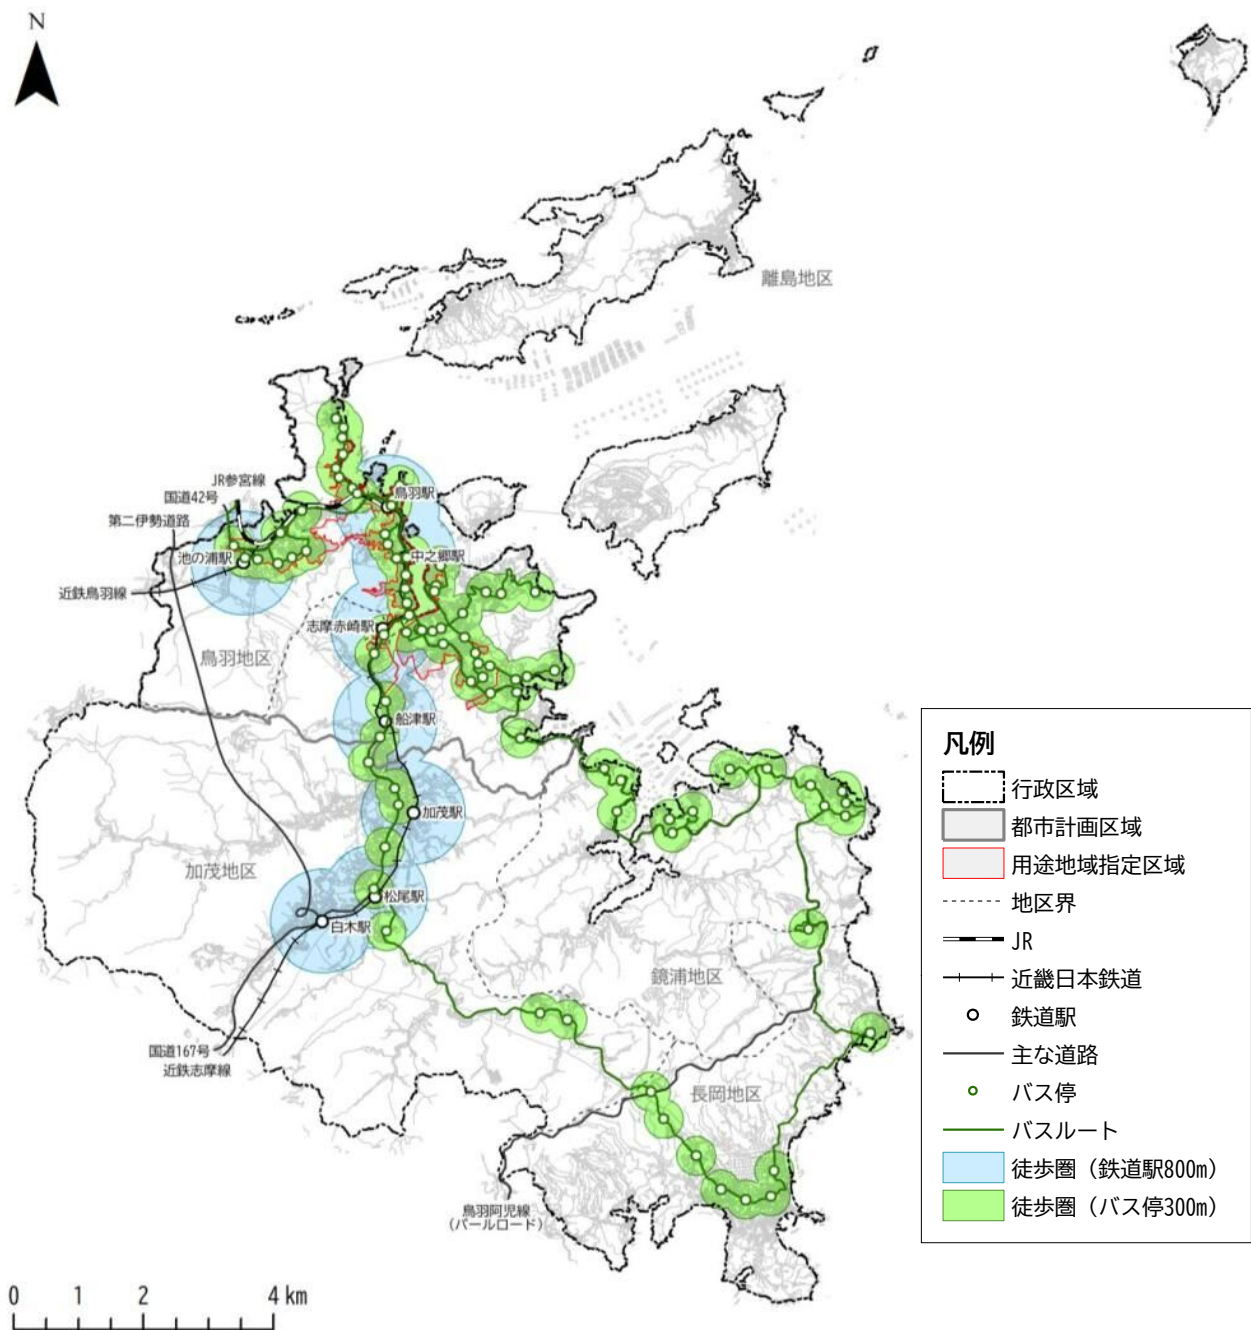 N
離島地区
JR参宮線
国道42号
第二伊勢道路
鳥羽駅
池の浦駅
中之郷駅
近鉄鳥羽線
志摩赤崎駅
鳥羽地区
船津駅
加茂駅
加茂地区
松尾駅
白木駅
鏡浦地区
国道167号
近鉄志摩線
長岡地区
鳥羽阿児線
(パールロード)
凡例
行政区域
都市計画区域
用途地域指定区域
地区界
JR
近畿日本鉄道
鉄道駅
主な道路
バス停
バスルート
徒歩圏（鉄道駅800m）
徒歩圏（バス停300m）
0 1 2 4 km